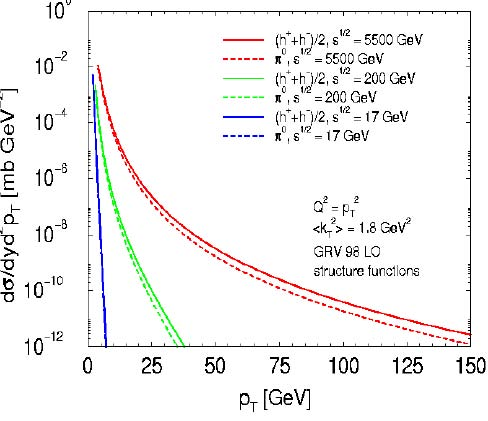 10^0
10^-2
10^-4
10^-6
10^-8
10^-10
10^-12
dσ/dyd^2p_T [mb GeV^-2]
(h^+ +h^-)/2, s^1/2 = 5500 GeV
π^0, s^1/2 = 5500 GeV
(h^+ +h^-)/2, s^1/2 = 200 GeV
π^0, s^1/2 = 200 GeV
(h^+ +h^-)/2, s^1/2 = 17 GeV
π^0, s^1/2 = 17 GeV
Q^2 = p_T^2
<k_T^2> = 1.8 GeV^2
GRV 98 LO
structure functions
0 25 50 75 100 125 150
p_T [GeV]